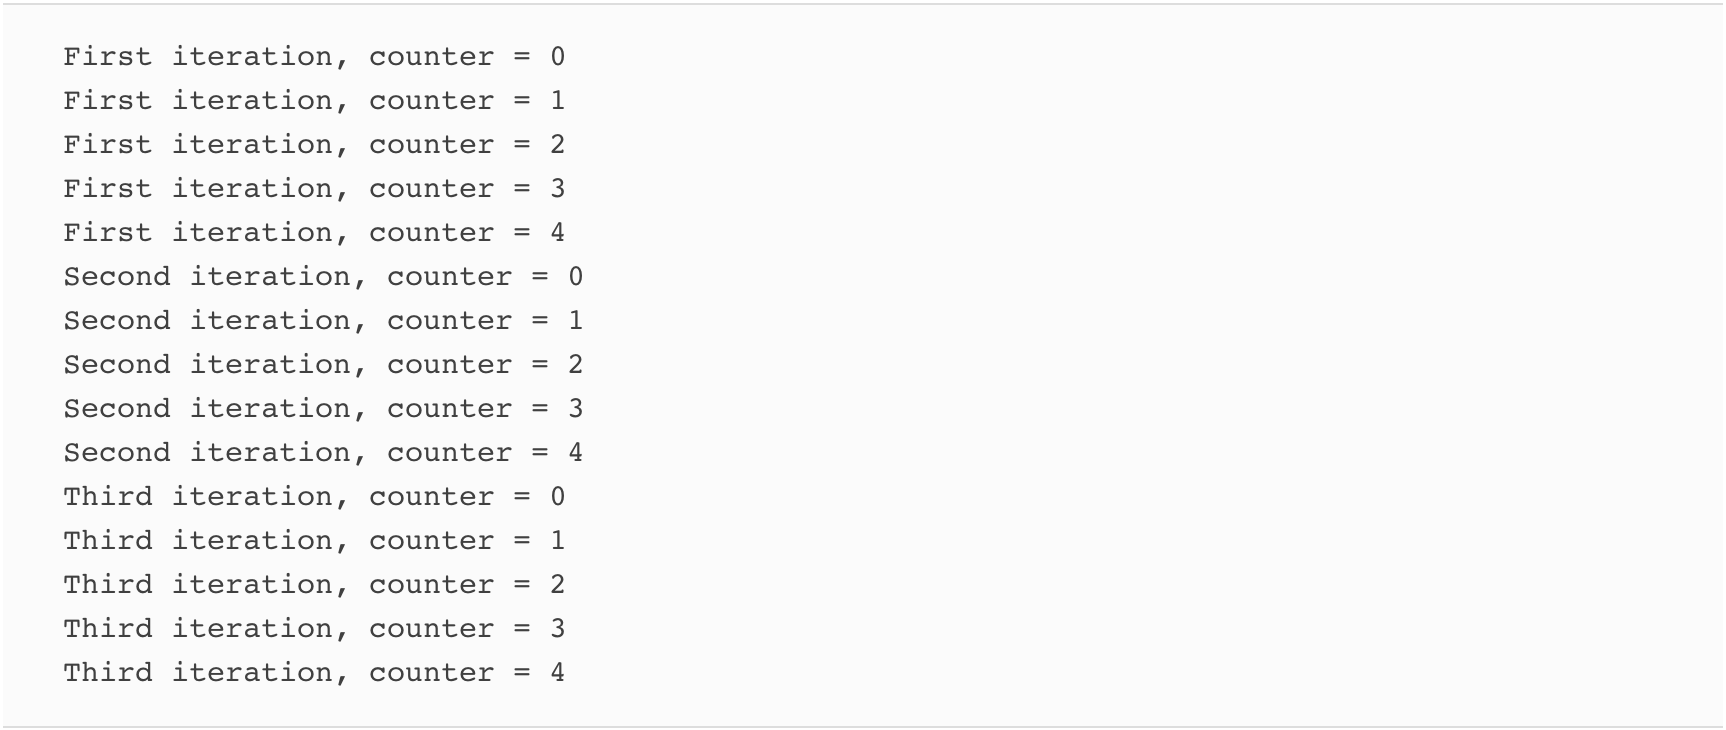 First iteration, counter = 0
First iteration, counter = 1
First iteration, counter = 2
First iteration, counter = 3
First iteration, counter = 4
Second iteration, counter = 0
Second iteration, counter = 1
Second iteration, counter = 2
Second iteration, counter = 3
Second iteration, counter = 4
Third iteration, counter = 0
Third iteration, counter = 1
Third iteration, counter = 2
Third iteration, counter = 3
Third iteration, counter = 4